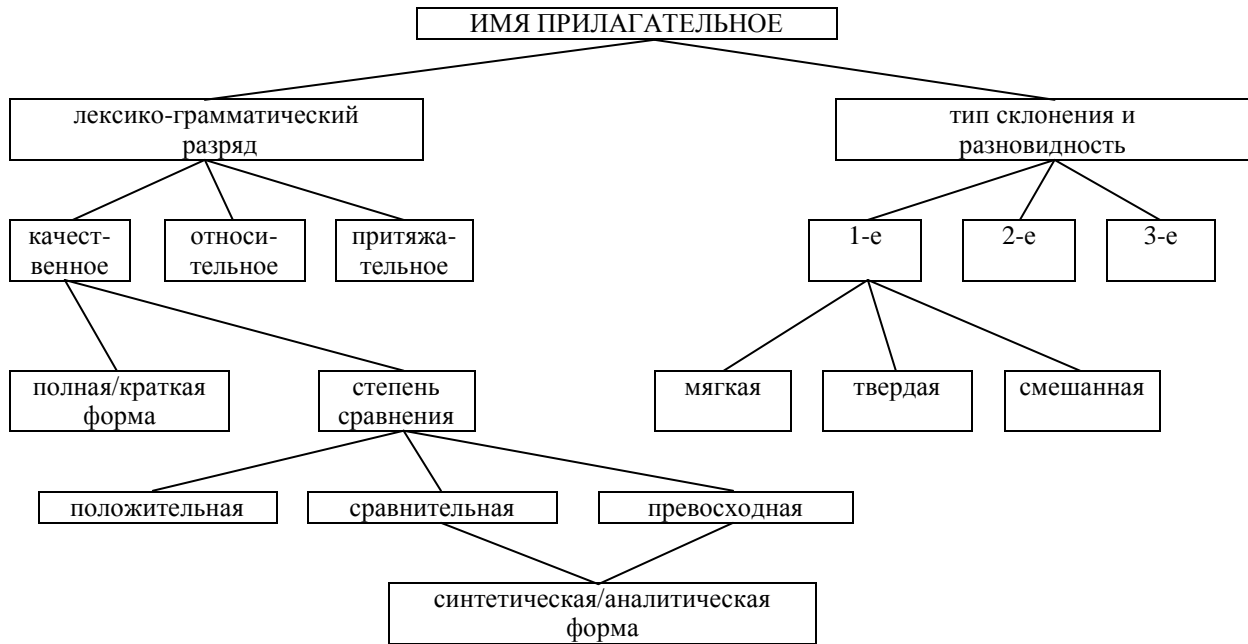 ИМЯ ПРИЛАГАТЕЛЬНОЕ
лексико-грамматический
разряд
тип склонения и
разновидность
качест-
венное
относи-
тельное
притяжа-
тельное
1-е
2-е
3-е
полная/краткая
форма
степень
сравнения
мягкая
твердая
смешанная
положительная
сравнительная
превосходная
синтетическая/аналитическая
форма